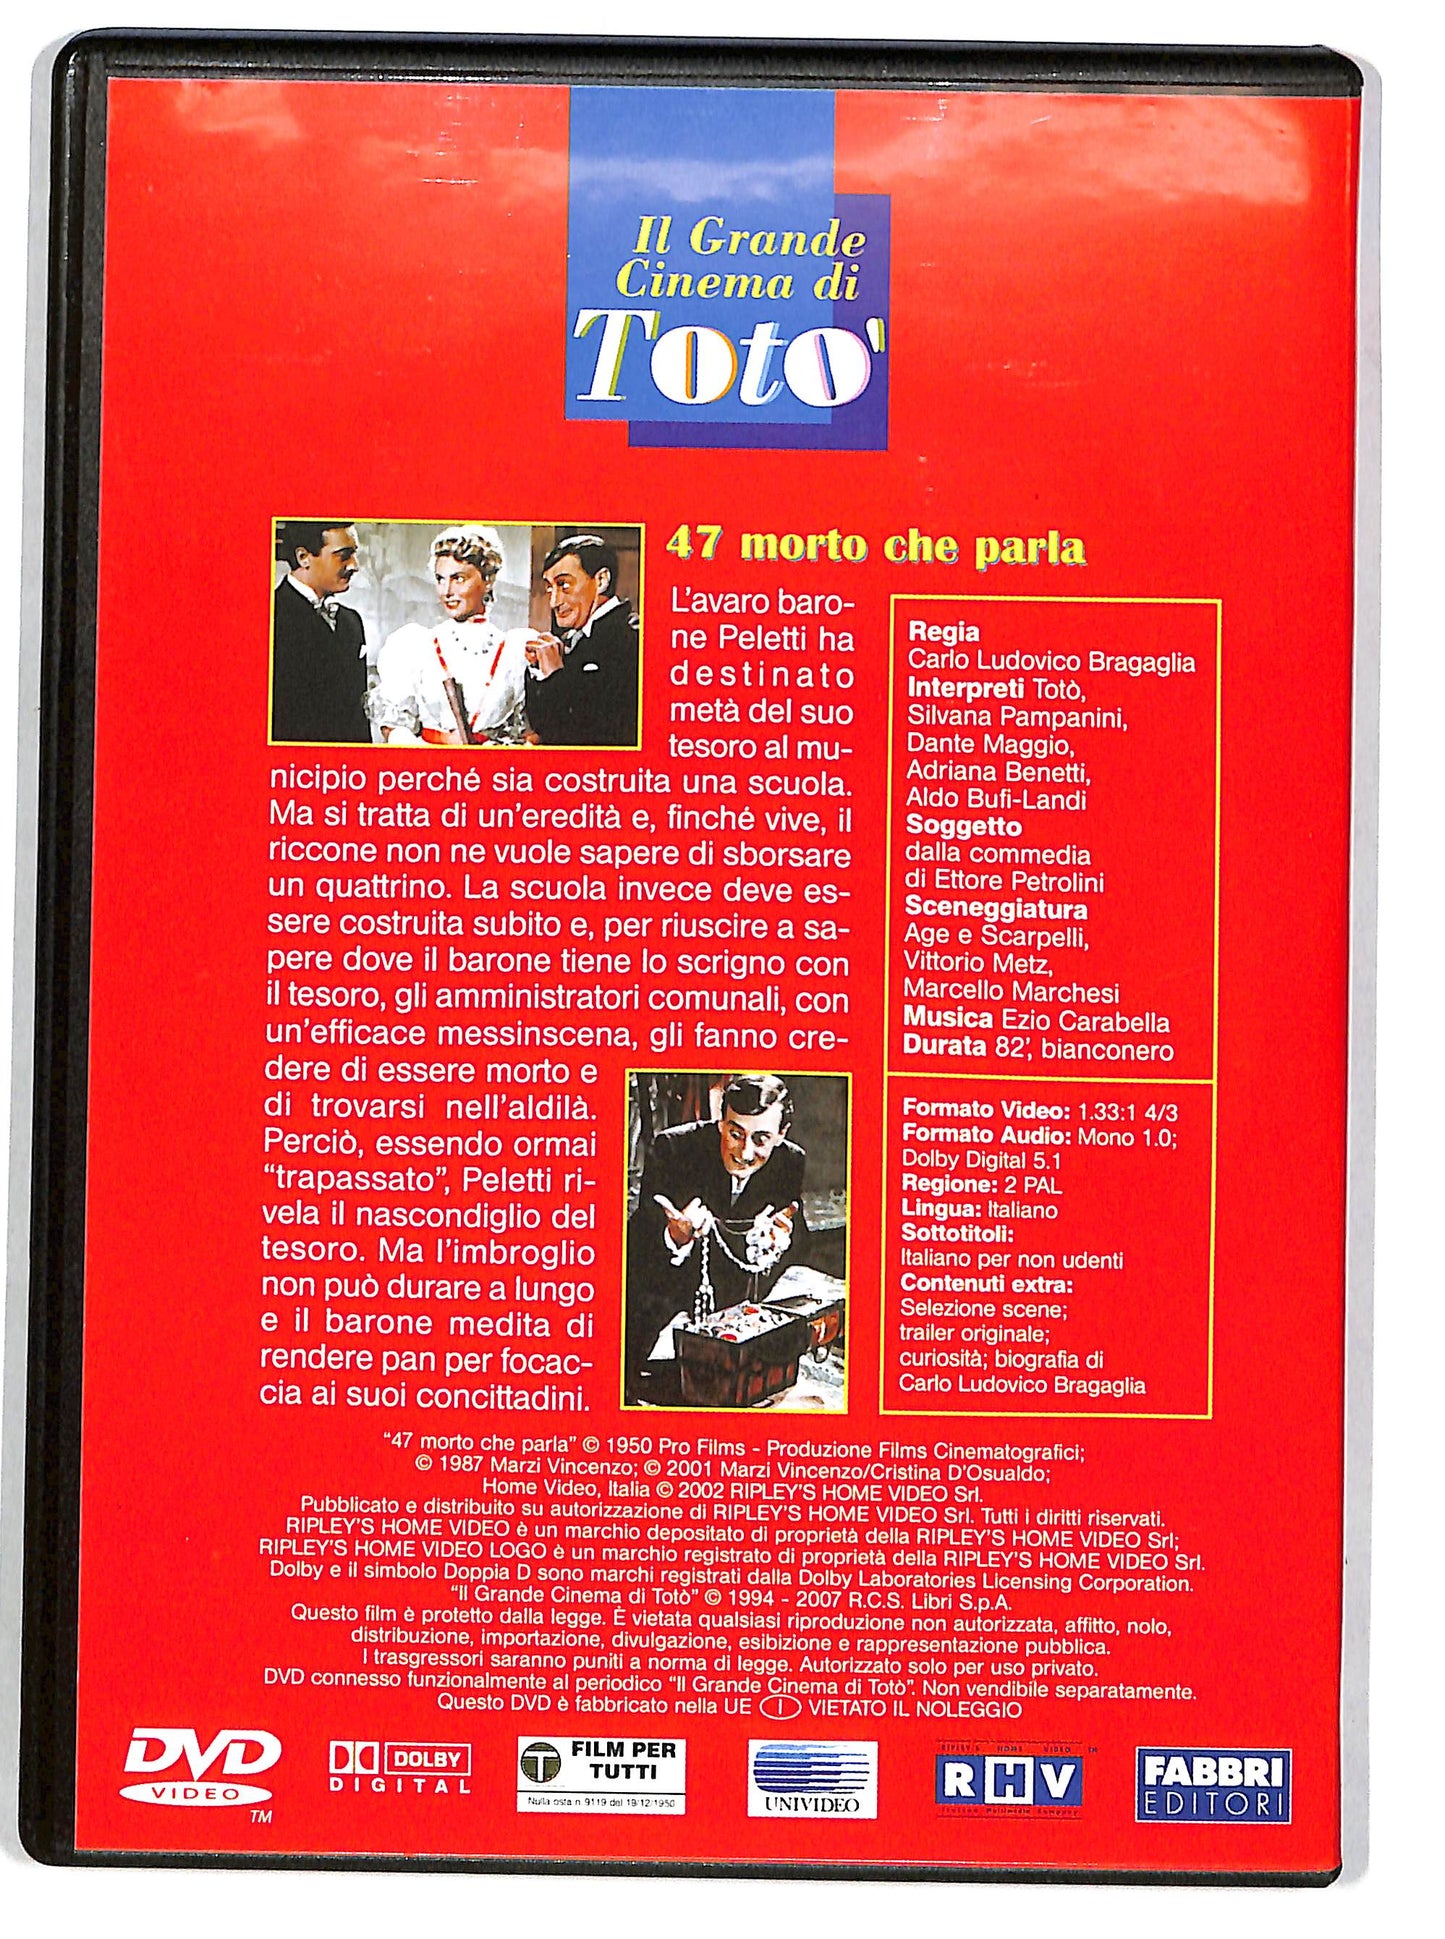 Il Grande
Cinema di
Totò
47 morto che parla
L'avaro baro-
ne Peletti ha
destinato
metà del suo
tesoro al mu-
nicipio perché sia costruita una scuola.
Ma si tratta di un'eredità e, finché vive, il
riccone non ne vuole sapere di sborsare
un quattrino. La scuola invece deve es-
sere costruita subito e, per riuscire a sa-
pere dove il barone tiene lo scrigno con
il tesoro, gli amministratori comunali, con
un'efficace messinscena, gli fanno cre-
dere di essere morto e
di trovarsi nell'aldilà.
Perciò, essendo ormai
“trapassato”, Peletti ri-
vela il nascondiglio del
tesoro. Ma l'imbroglio
non può durare a lungo
e il barone medita di
rendere pan per focac-
cia ai suoi concittadini.
Regia
Carlo Ludovico Bragaglia
Interpreti Totò,
Silvana Pampanini,
Dante Maggio,
Adriana Benetti,
Aldo Bufi-Landi
Soggetto
dalla commedia
di Ettore Petrolini
Sceneggiatura
Age e Scarpelli,
Vittorio Metz,
Marcello Marchesi
Musica Ezio Carabella
Durata 82', bianconero
Formato Video: 1.33:1 4/3
Formato Audio: Mono 1.0;
Dolby Digital 5.1
Regione: 2 PAL
Lingua: Italiano
Sottotitoli:
Italiano per non udenti
Contenuti extra:
Selezione scene;
trailer originale;
curiosità; biografia di
Carlo Ludovico Bragaglia
“47 morto che parla” © 1950 Pro Films - Produzione Films Cinematografici;
© 1987 Marzi Vincenzo; © 2001 Marzi Vincenzo/Cristina D'Osualdo;
Home Video, Italia © 2002 RIPLEY'S HOME VIDEO Srl.
Pubblicato e distribuito su autorizzazione di RIPLEY'S HOME VIDEO Srl. Tutti i diritti riservati.
RIPLEY'S HOME VIDEO è un marchio depositato di proprietà della RIPLEY'S HOME VIDEO Srl;
RIPLEY'S HOME VIDEO LOGO è un marchio registrato di proprietà della RIPLEY'S HOME VIDEO Srl.
Dolby e il simbolo Doppia D sono marchi registrati dalla Dolby Laboratories Licensing Corporation.
“Il Grande Cinema di Totò” © 1994 - 2007 R.C.S. Libri S.p.A.
Questo film è protetto dalla legge. È vietata qualsiasi riproduzione non autorizzata, affitto, nolo,
distribuzione, importazione, divulgazione, esibizione e rappresentazione pubblica.
I trasgressori saranno puniti a norma di legge. Autorizzato solo per uso privato.
DVD connesso funzionalmente al periodico “Il Grande Cinema di Totò”. Non vendibile separatamente.
Questo DVD è fabbricato nella UE I VIETATO IL NOLEGGIO
DVD
VIDEO
TM
DOLBY
DIGITAL
T FILM PER
TUTTI
Nulla osta n. 9119 del 19/12/1950
UNIVIDEO
RIPLEY'S HOME VIDEO TM
RHV
Italian Multimedia Company
FABBRI
EDITORI